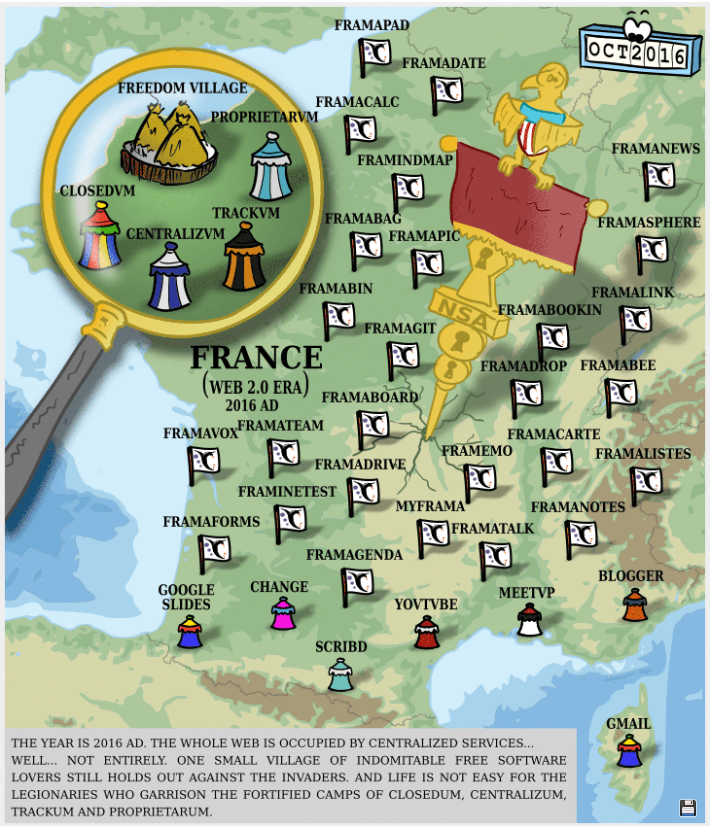 FRAMAPAD
OCT2016
FRAMADATE
FREEDOM VILLAGE
FRAMACALC
PROPRIETARVM
FRAMANEWS
FRAMINDMAP
CLOSEDVM
TRACKVM
FRAMABAG
FRAMASPHERE
CENTRALIZVM
FRAMAPIC
FRAMABIN
FRAMALINK
NSA
FRAMABOOKIN
FRAMAGIT
FRANCE
(WEB 2.0 ERA)
2016 AD
FRAMADROP
FRAMABEE
FRAMABOARD
FRAMAVOX
FRAMATEAM
FRAMACARTE
FRAMADRIVE
FRAMEMO
FRAMALISTES
FRAMINETEST
MYFRAMA
FRAMANOTES
FRAMAFORMS
FRAMATALK
FRAMAGENDA
GOOGLE
SLIDES
CHANGE
BLOGGER
MEETVP
YOVTVBE
SCRIBD
GMAIL
THE YEAR IS 2016 AD. THE WHOLE WEB IS OCCUPIED BY CENTRALIZED SERVICES...
WELL... NOT ENTIRELY. ONE SMALL VILLAGE OF INDOMITABLE FREE SOFTWARE
LOVERS STILL HOLDS OUT AGAINST THE INVADERS. AND LIFE IS NOT EASY FOR THE
LEGIONARIES WHO GARRISON THE FORTIFIED CAMPS OF CLOSEDUM, CENTRALIZUM,
TRACKUM AND PROPRIETARUM.